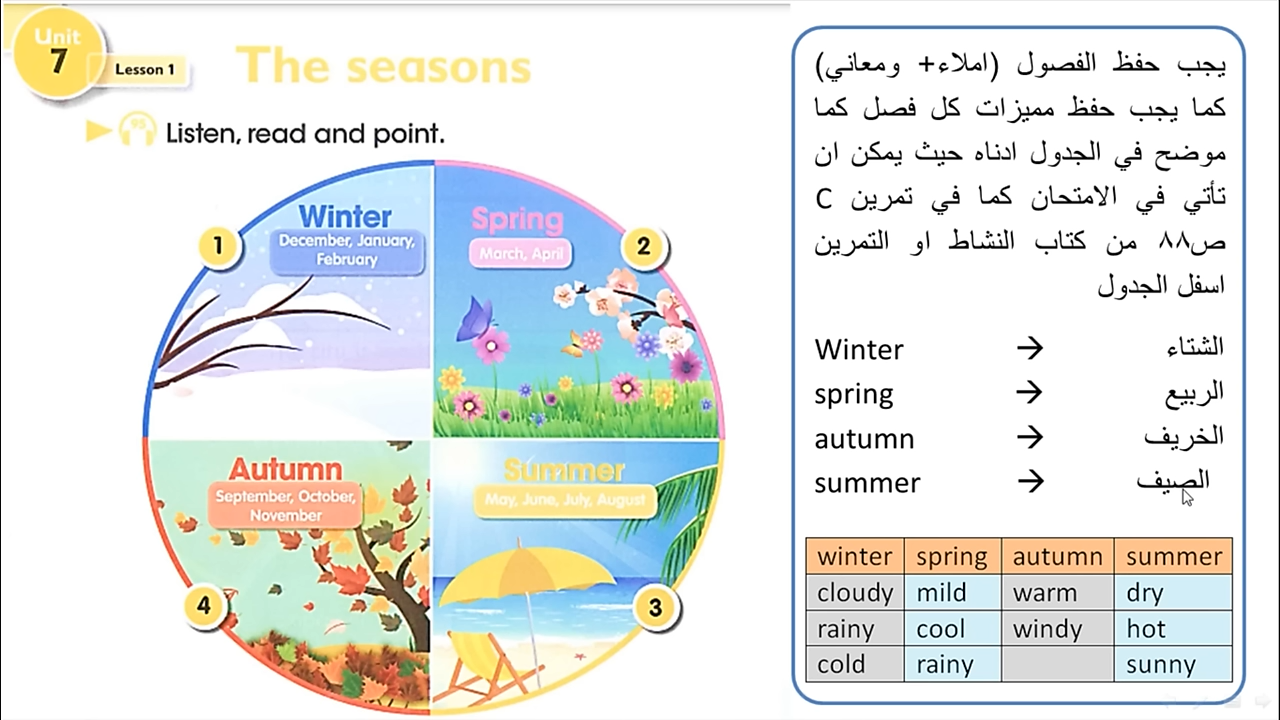 Unit
7
Lesson 1
The seasons
95
Listen, read and point.
1
Winter
December, January,
February
2
Spring
March, April
4
Autumn
September, October,
November
3
Summer
May, June, July, August
يجب حفظ الفصول (املاء+ ومعاني)
كما يجب حفظ مميزات كل فصل كما
موضح في الجدول ادناه حيث يمكن ان
تأتي في الامتحان كما في تمرين C
ص٨٨ من كتاب النشاط او التمرين
اسفل الجدول
Winter → الشتاء
spring → الربيع
autumn → الخريف
summer → الصيف
winter spring autumn summer
cloudy mild warm dry
rainy cool windy hot
cold rainy sunny